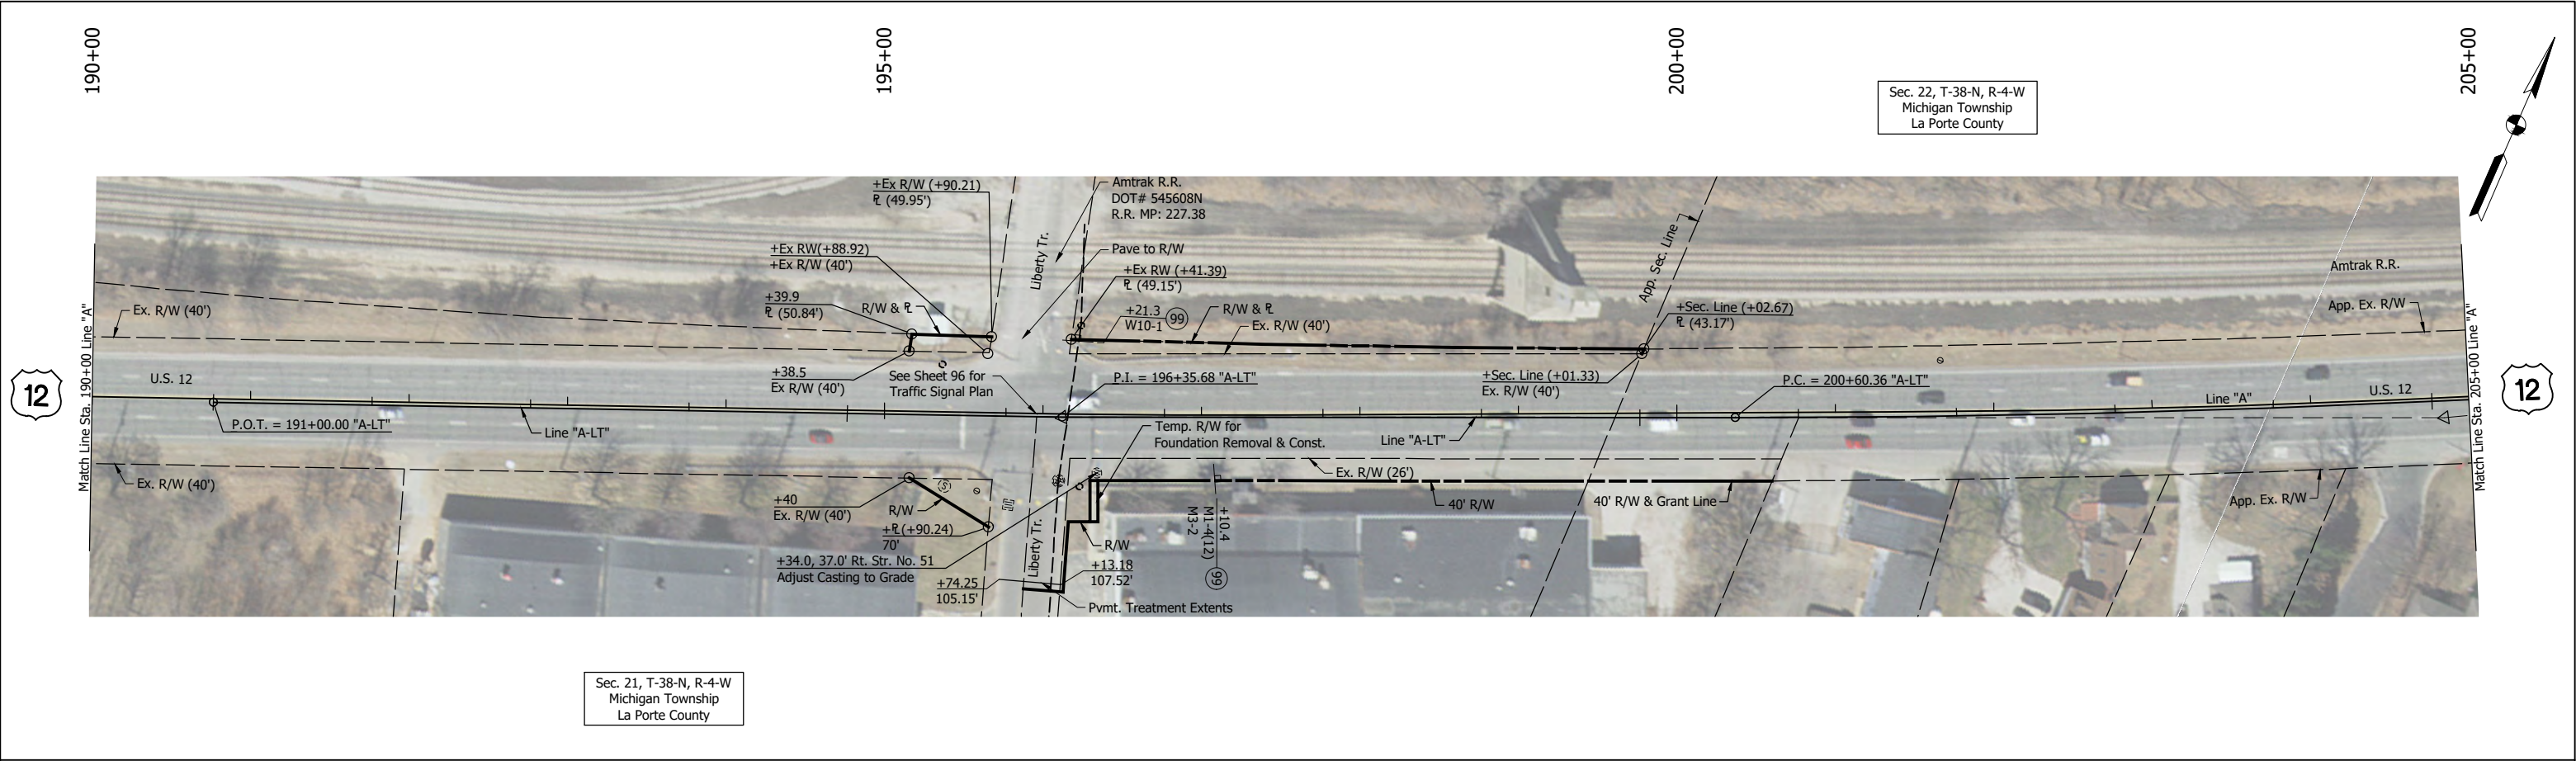 190+00
195+00
200+00
205+00
Sec. 22, T-38-N, R-4-W
Michigan Township
La Porte County
+Ex R/W (+90.21)
℄ (49.95')
Amtrak R.R.
DOT# 545608N
R.R. MP: 227.38
+Ex RW(+88.92)
+Ex R/W (40')
Liberty Tr.
Pave to R/W
+Ex RW (+41.39)
℄ (49.15')
App. Sec. Line
Amtrak R.R.
+39.9
℄ (50.84')
R/W & ℄
+21.3
W10-1
99
R/W & ℄
Ex. R/W (40')
+Sec. Line (+02.67)
℄ (43.17')
App. Ex. R/W
Ex. R/W (40')
Match Line Sta. 190+00 Line "A"
12
U.S. 12
+38.5
Ex R/W (40')
See Sheet 96 for
Traffic Signal Plan
P.I. = 196+35.68 "A-LT"
+Sec. Line (+01.33)
Ex. R/W (40')
P.C. = 200+60.36 "A-LT"
Line "A"
U.S. 12
12
Match Line Sta. 205+00 Line "A"
P.O.T. = 191+00.00 "A-LT"
Line "A-LT"
Temp. R/W for
Foundation Removal & Const.
Line "A-LT"
Ex. R/W (40')
S
Ex. R/W (26')
+40
Ex. R/W (40')
R/W
40' R/W
40' R/W & Grant Line
App. Ex. R/W
+℄(+90.24)
70'
+10.4
M1-4(12)
M3-2
99
+34.0, 37.0' Rt. Str. No. 51
Adjust Casting to Grade
Liberty Tr.
R/W
+13.18
107.52'
+74.25
105.15'
Pvmt. Treatment Extents
Sec. 21, T-38-N, R-4-W
Michigan Township
La Porte County